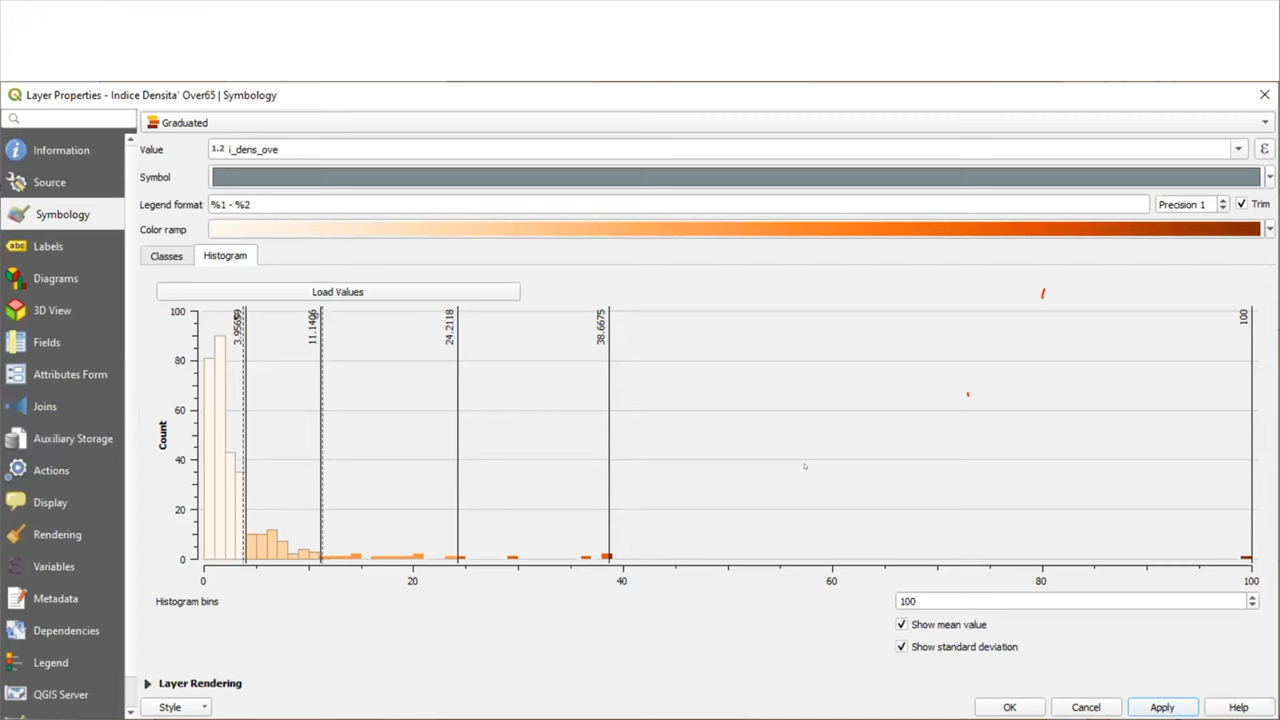 Layer Properties - Indice Densita' Over65 | Symbology
Information
Source
Symbology
Labels
Diagrams
3D View
Fields
Attributes Form
Joins
Auxiliary Storage
Actions
Display
Rendering
Variables
Metadata
Dependencies
Legend
QGIS Server
abc
Graduated
Value 1.2 i_dens_ove ε
Symbol
Legend format %1 - %2 Precision 1 Trim
Color ramp
Classes Histogram
Load Values
3.95659
11.1406
24.2118
38.6675
100
Count
100
80
60
40
20
0
0 20 40 60 80 100
Histogram bins 100
Show mean value
Show standard deviation
Layer Rendering
Style OK Cancel Apply Help